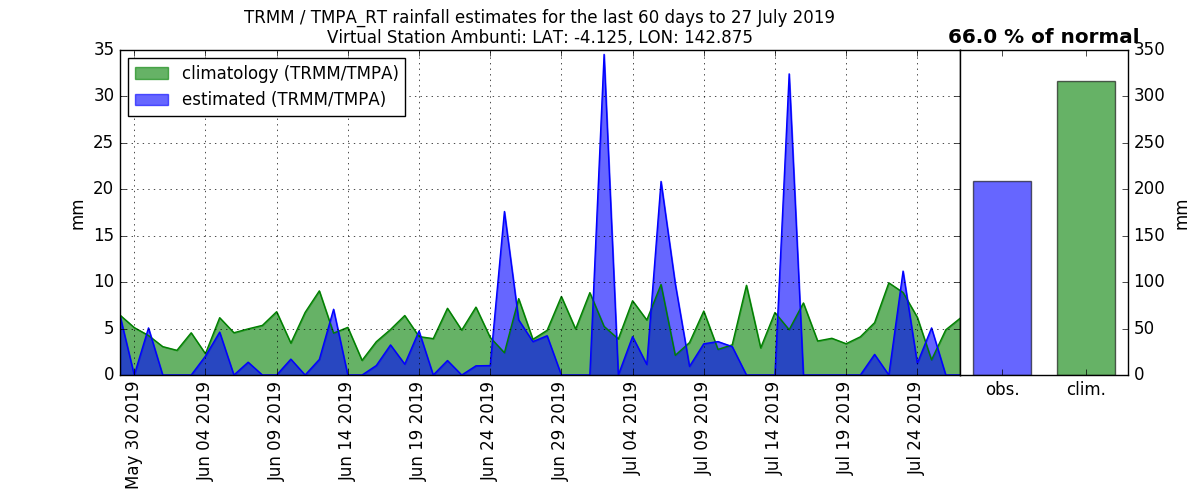 TRMM / TMPA_RT rainfall estimates for the last 60 days to 27 July 2019
Virtual Station Ambunti: LAT: -4.125, LON: 142.875
66.0 % of normal
climatology (TRMM/TMPA)
estimated (TRMM/TMPA)
35
30
25
20
15
10
5
0
mm
May 30 2019
Jun 04 2019
Jun 09 2019
Jun 14 2019
Jun 19 2019
Jun 24 2019
Jun 29 2019
Jul 04 2019
Jul 09 2019
Jul 14 2019
Jul 19 2019
Jul 24 2019
obs.
clim.
350
300
250
200
150
100
50
0
mm